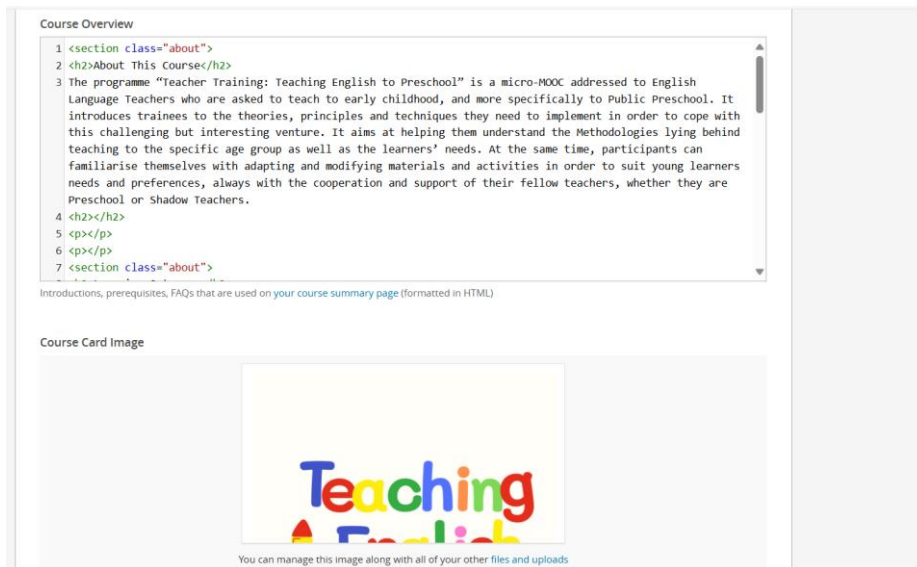 Course Overview
1 <section class="about">
2 <h2>About This Course</h2>
3 The programme “Teacher Training: Teaching English to Preschool” is a micro-MOOC addressed to English
Language Teachers who are asked to teach to early childhood, and more specifically to Public Preschool. It
introduces trainees to the theories, principles and techniques they need to implement in order to cope with
this challenging but interesting venture. It aims at helping them understand the Methodologies lying behind
teaching to the specific age group as well as the learners’ needs. At the same time, participants can
familiarise themselves with adapting and modifying materials and activities in order to suit young learners
needs and preferences, always with the cooperation and support of their fellow teachers, whether they are
Preschool or Shadow Teachers.
4 <h2></h2>
5 <p></p>
6 <p></p>
7 <section class="about">
Introductions, prerequisites, FAQs that are used on your course summary page (formatted in HTML)
Course Card Image
Teaching
English
You can manage this image along with all of your other files and uploads